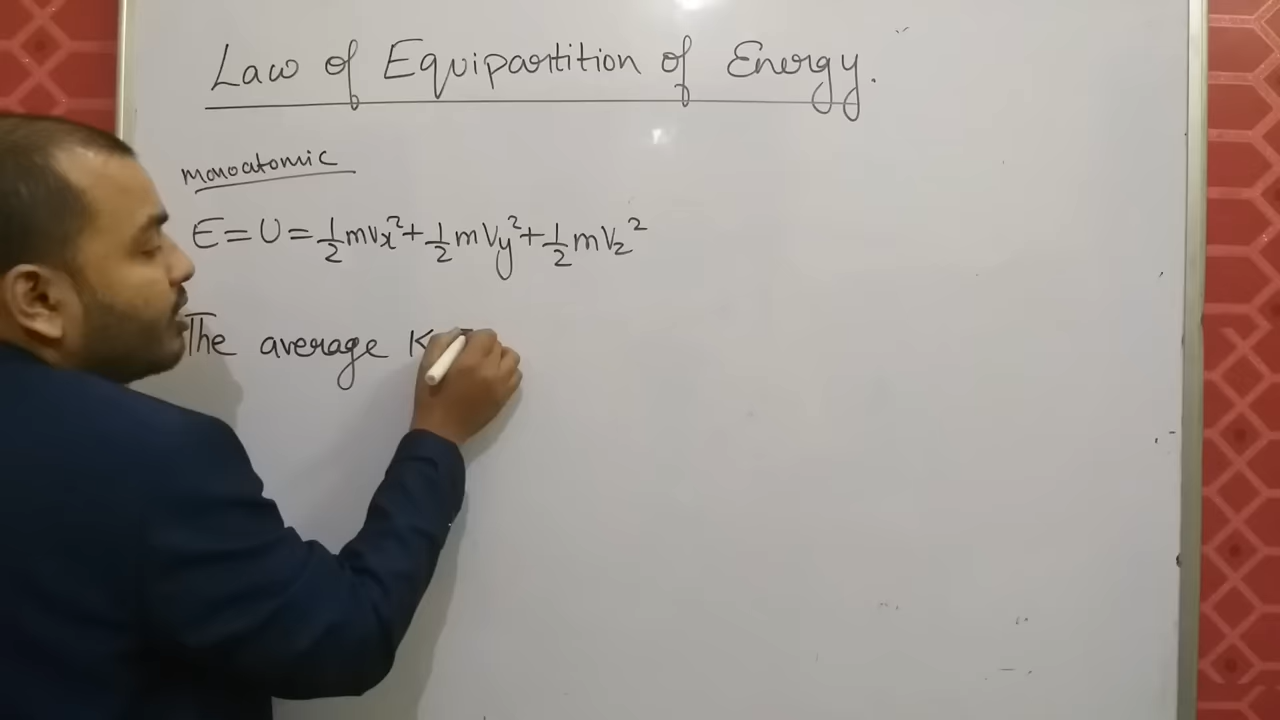 Law of Equipartition of Energy.
monoatomic
E=U=½mvx²+½mVy²+½mVz²
The average K